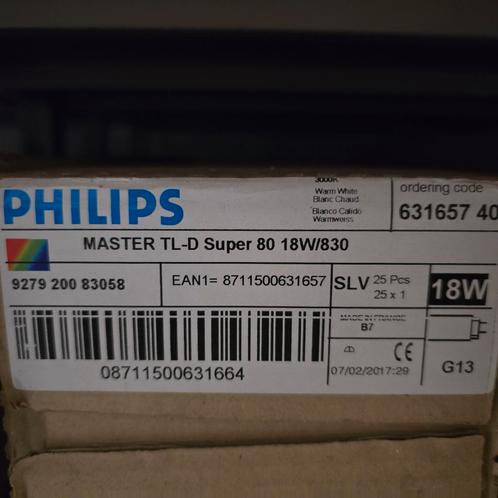 PHILIPS
3000K
Warm White
Blanc Chaud
Blanco Calido
Warmweiss
ordering code
631657 40
MASTER TL-D Super 80 18W/830
9279 200 83058
EAN1= 8711500631657
SLV 25 Pcs
25 x 1
18W
MADE IN FRANCE
B7
CE
07/02/2017:29
G13
08711500631664